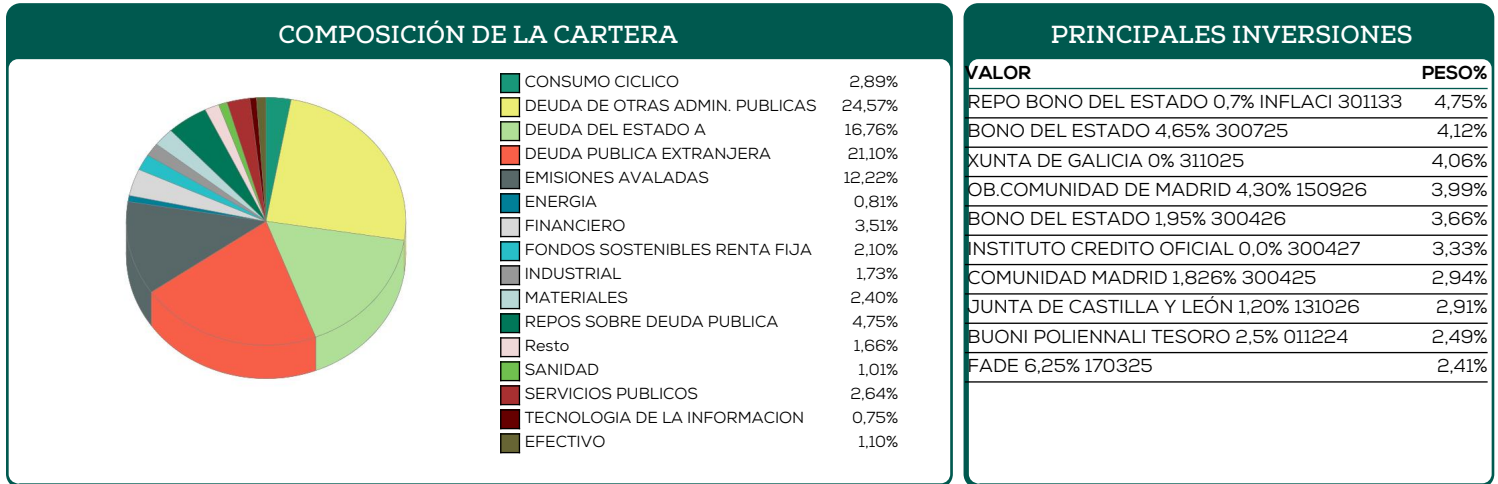 COMPOSICIÓN DE LA CARTERA
CONSUMO CICLICO 2,89%
DEUDA DE OTRAS ADMIN. PUBLICAS 24,57%
DEUDA DEL ESTADO A 16,76%
DEUDA PUBLICA EXTRANJERA 21,10%
EMISIONES AVALADAS 12,22%
ENERGIA 0,81%
FINANCIERO 3,51%
FONDOS SOSTENIBLES RENTA FIJA 2,10%
INDUSTRIAL 1,73%
MATERIALES 2,40%
REPOS SOBRE DEUDA PUBLICA 4,75%
Resto 1,66%
SANIDAD 1,01%
SERVICIOS PUBLICOS 2,64%
TECNOLOGIA DE LA INFORMACION 0,75%
EFECTIVO 1,10%
PRINCIPALES INVERSIONES
VALOR PESO%
REPO BONO DEL ESTADO 0,7% INFLACI 301133 4,75%
BONO DEL ESTADO 4,65% 300725 4,12%
XUNTA DE GALICIA 0% 311025 4,06%
OB.COMUNIDAD DE MADRID 4,30% 150926 3,99%
BONO DEL ESTADO 1,95% 300426 3,66%
INSTITUTO CREDITO OFICIAL 0,0% 300427 3,33%
COMUNIDAD MADRID 1,826% 300425 2,94%
JUNTA DE CASTILLA Y LEÓN 1,20% 131026 2,91%
BUONI POLIENNALI TESORO 2,5% 011224 2,49%
FADE 6,25% 170325 2,41%